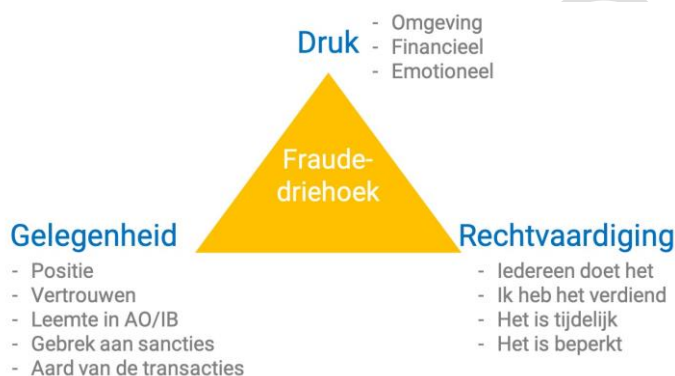 Druk
- Omgeving
- Financieel
- Emotioneel
Fraude-
driehoek
Gelegenheid
- Positie
- Vertrouwen
- Leemte in AO/IB
- Gebrek aan sancties
- Aard van de transacties
Rechtvaardiging
- Iedereen doet het
- Ik heb het verdiend
- Het is tijdelijk
- Het is beperkt